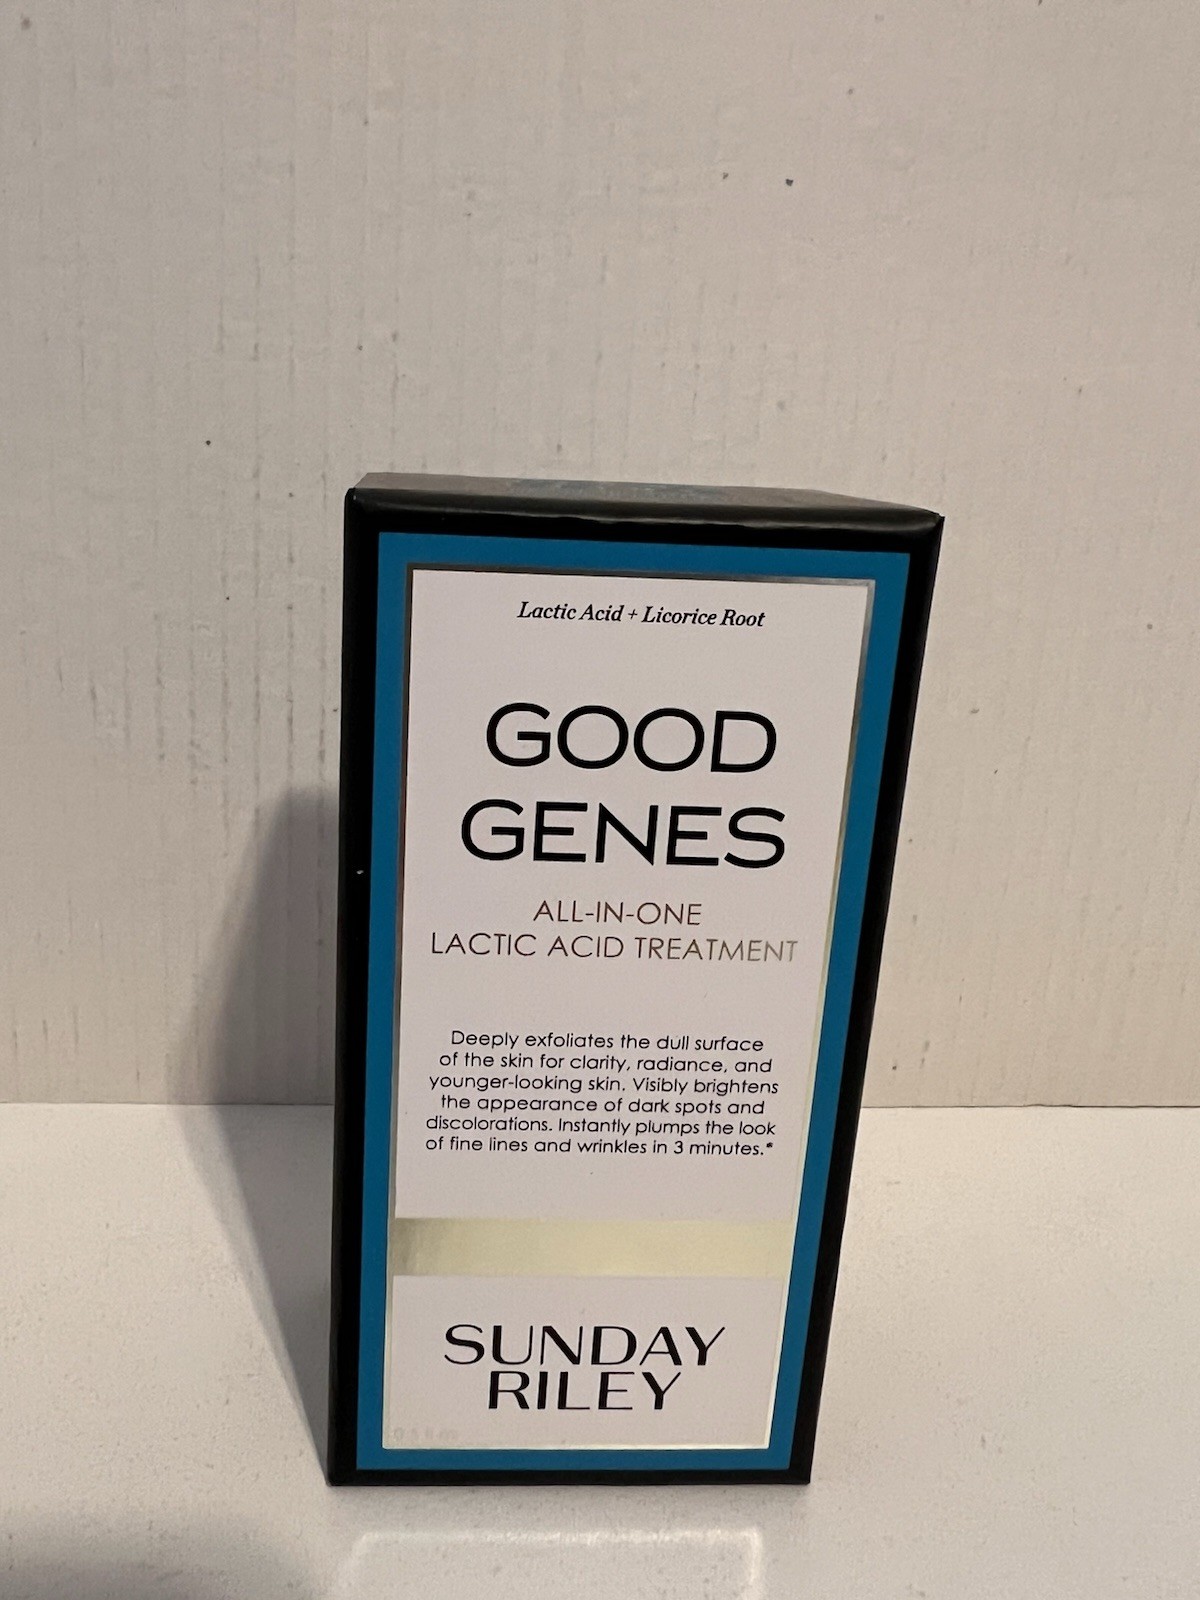 Lactic Acid + Licorice Root
GOOD
GENES
ALL-IN-ONE
LACTIC ACID TREATMENT
Deeply exfoliates the dull surface
of the skin for clarity, radiance, and
younger-looking skin. Visibly brightens
the appearance of dark spots and
discolorations. Instantly plumps the look
of fine lines and wrinkles in 3 minutes.*
SUNDAY
RILEY